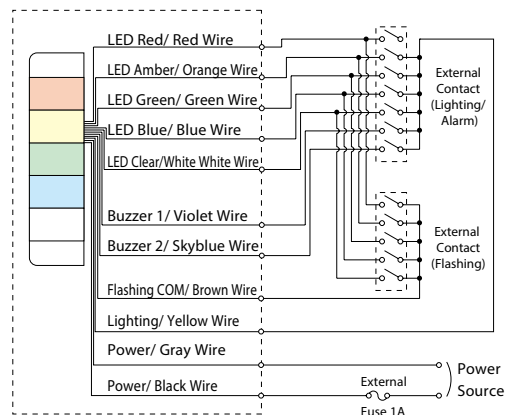 LED Red/ Red Wire
LED Amber/ Orange Wire
LED Green/ Green Wire
LED Blue/ Blue Wire
LED Clear/White White Wire
Buzzer 1/ Violet Wire
Buzzer 2/ Skyblue Wire
Flashing COM/ Brown Wire
Lighting/ Yellow Wire
Power/ Gray Wire
Power/ Black Wire
External
Contact
(Lighting/
Alarm)
External
Contact
(Flashing)
External
Fuse 1A
Power
Source